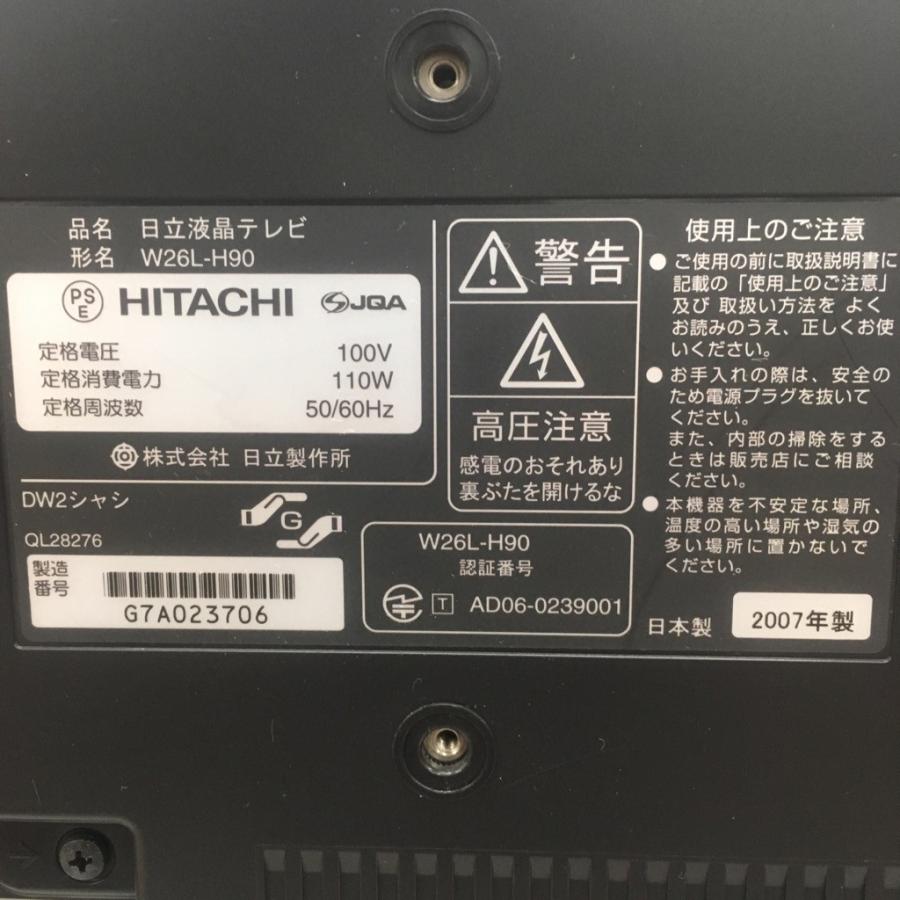 品名 日立液晶テレビ
形名 W26L-H90
PSE HITACHI JQA
定格電圧 100V
定格消費電力 110W
定格周波数 50/60Hz
株式会社 日立製作所
DW2シャシ
G
QL28276
製造
番号
G7A023706
警告
高圧注意
感電のおそれあり
裏ぶたを開けるな
W26L-H90
認証番号
T AD06-0239001
使用上のご注意
●ご使用の前に取扱説明書に
記載の「使用上のご注意」
及び 取扱い方法を よく
お読みのうえ、正しくお使
いください。
●お手入れの際は、安全の
ため電源プラグを抜いて
ください。
また、内部の掃除をする
ときは販売店にご相談
ください。
●本機器を不安定な場所、
温度の高い場所や湿気の
多い場所に置かないで
ください。
日本製 2007年製